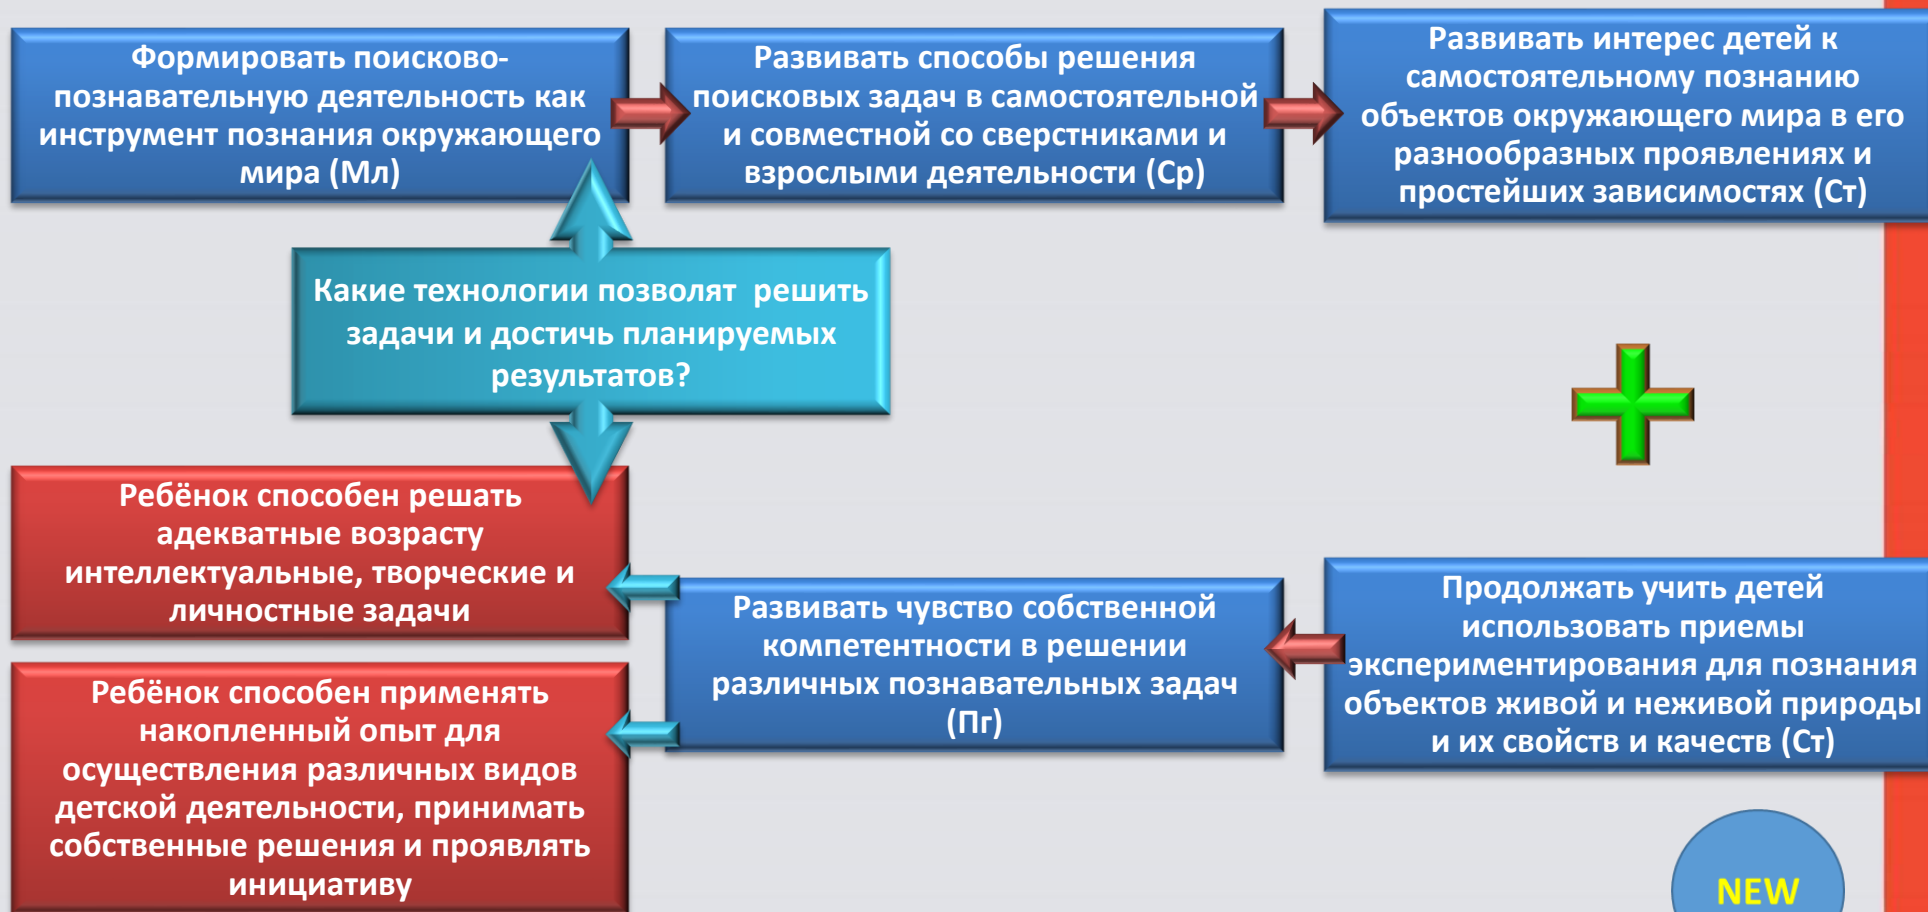 Формировать поисково-
познавательную деятельность как
инструмент познания окружающего
мира (Мл)
Развивать способы решения
поисковых задач в самостоятельной
и совместной со сверстниками и
взрослыми деятельности (Ср)
Развивать интерес детей к
самостоятельному познанию
объектов окружающего мира в его
разнообразных проявлениях и
простейших зависимостях (Ст)
Какие технологии позволят решить
задачи и достичь планируемых
результатов?
Ребёнок способен решать
адекватные возрасту
интеллектуальные, творческие и
личностные задачи
Развивать чувство собственной
компетентности в решении
различных познавательных задач
(Пг)
Продолжать учить детей
использовать приемы
экспериментирования для познания
объектов живой и неживой природы
и их свойств и качеств (Ст)
Ребёнок способен применять
накопленный опыт для
осуществления различных видов
детской деятельности, принимать
собственные решения и проявлять
инициативу
NEW